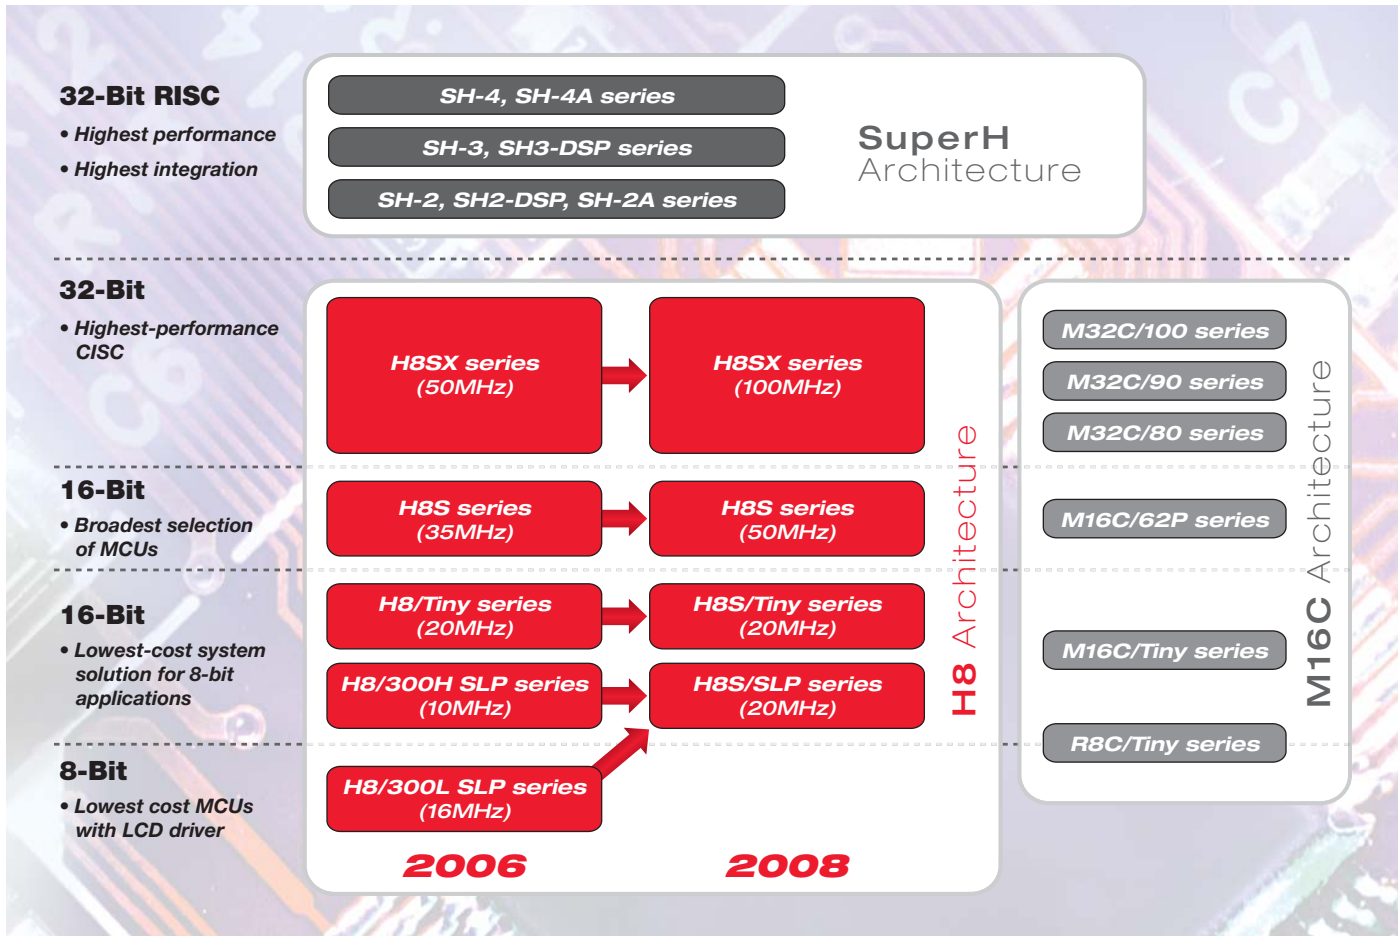 32-Bit RISC
• Highest performance
• Highest integration
SH-4, SH-4A series
SH-3, SH3-DSP series
SH-2, SH2-DSP, SH-2A series
SuperH
Architecture
32-Bit
• Highest-performance
CISC
H8SX series
(50MHz)
H8SX series
(100MHz)
M32C/100 series
M32C/90 series
M32C/80 series
16-Bit
• Broadest selection
of MCUs
H8S series
(35MHz)
H8S series
(50MHz)
M16C/62P series
16-Bit
• Lowest-cost system
solution for 8-bit
applications
H8/Tiny series
(20MHz)
H8S/Tiny series
(20MHz)
H8/300H SLP series
(10MHz)
H8S/SLP series
(20MHz)
M16C/Tiny series
R8C/Tiny series
8-Bit
• Lowest cost MCUs
with LCD driver
H8/300L SLP series
(16MHz)
2006
2008
H8 Architecture
M16C Architecture
C7
C6